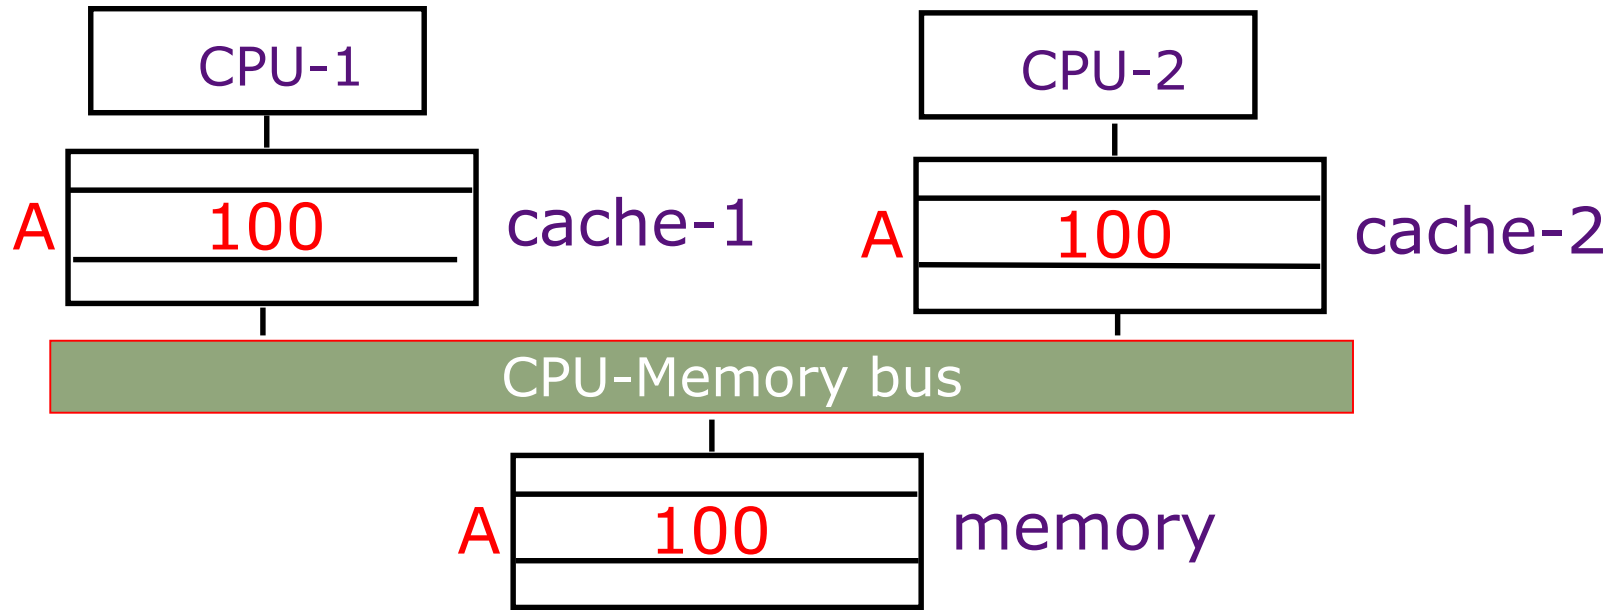 CPU-1
CPU-2
A 100 cache-1
A 100 cache-2
CPU-Memory bus
A 100 memory